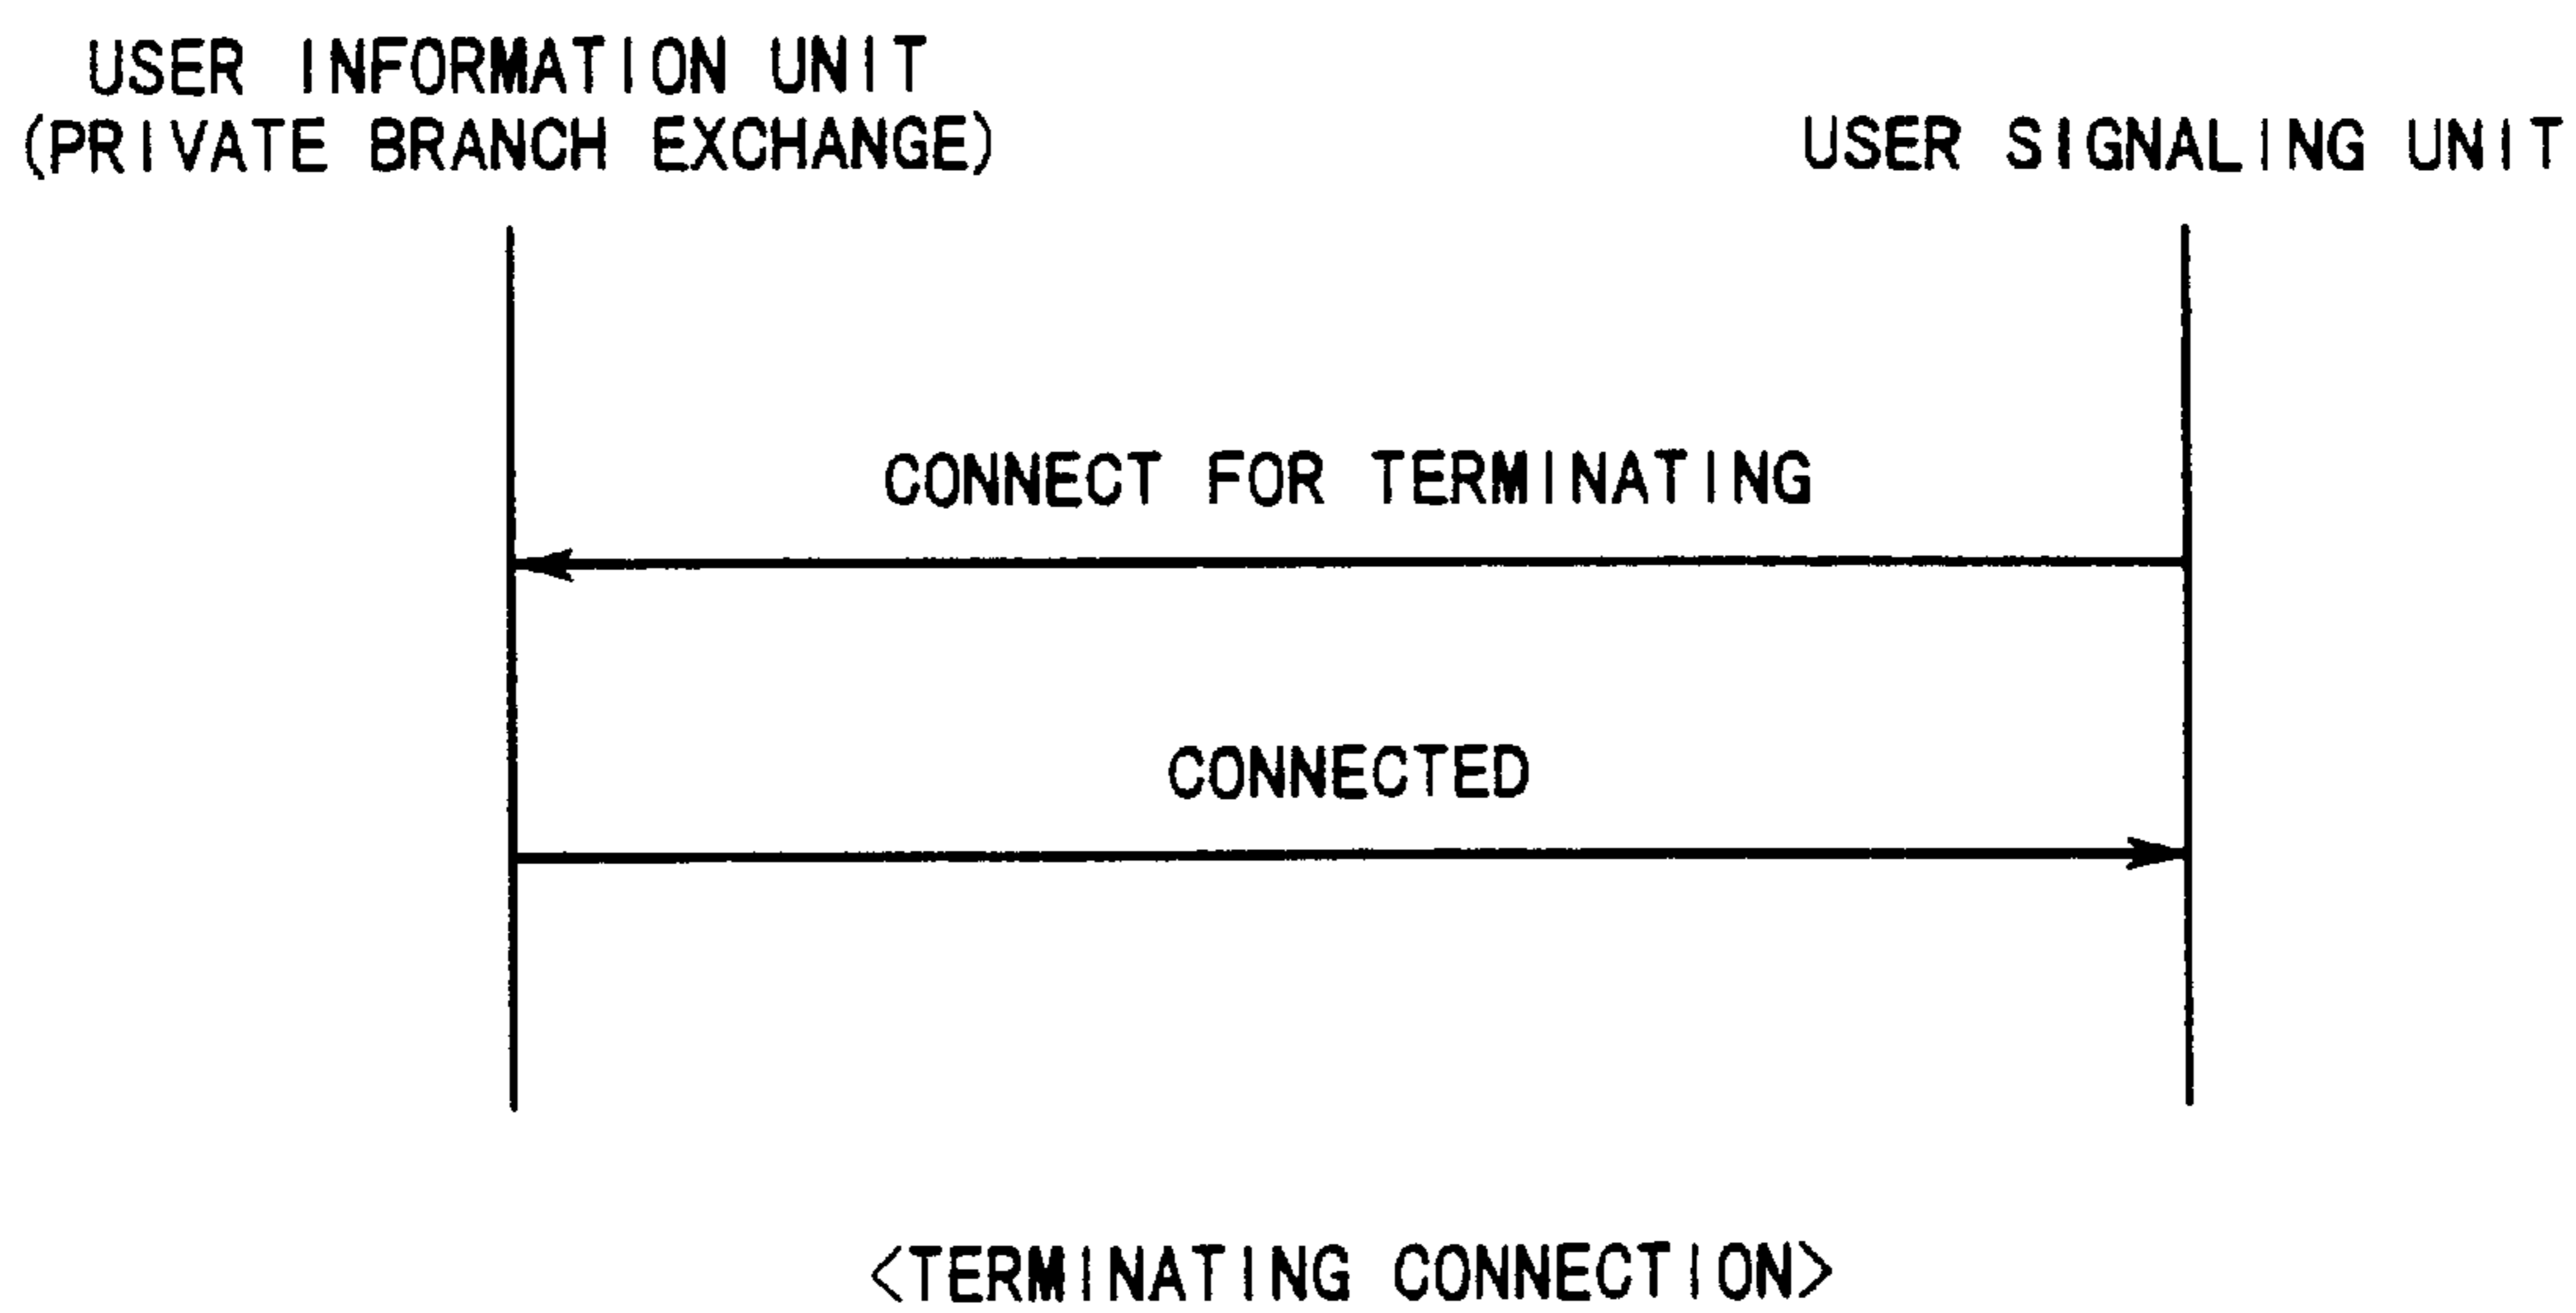 USER INFORMATION UNIT
(PRIVATE BRANCH EXCHANGE)
USER SIGNALING UNIT
CONNECT FOR TERMINATING
CONNECTED
<TERMINATING CONNECTION>